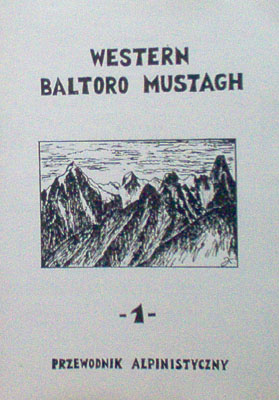 WESTERN
BALTORO MUSTAGH
-1-
PRZEWODNIK ALPINISTYCZNY